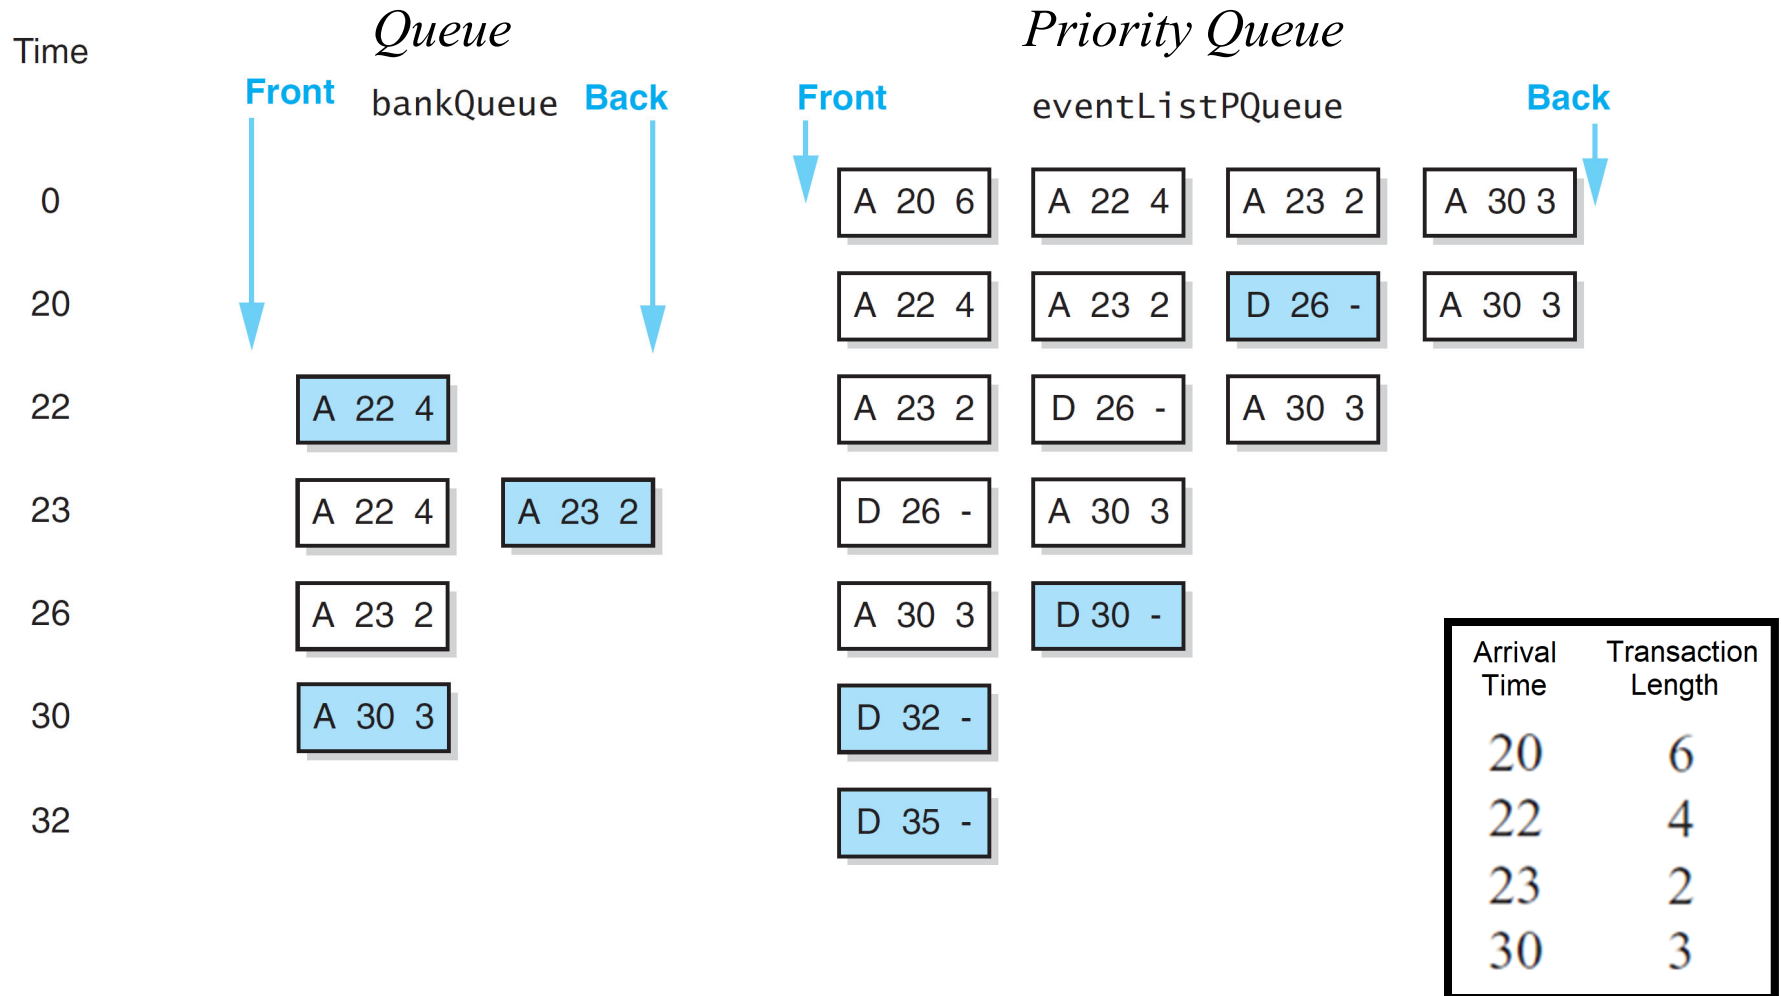 Time Queue Priority Queue
Front bankQueue Back Front eventListPQueue Back
0 A 20 6 A 22 4 A 23 2 A 30 3
20 A 22 4 A 23 2 D 26 - A 30 3
22 A 22 4 A 23 2 D 26 - A 30 3
23 A 22 4 A 23 2 D 26 - A 30 3
26 A 23 2 A 30 3 D 30 -
30 A 30 3 D 32 -
32 D 35 -
Arrival Transaction
Time Length
20 6
22 4
23 2
30 3